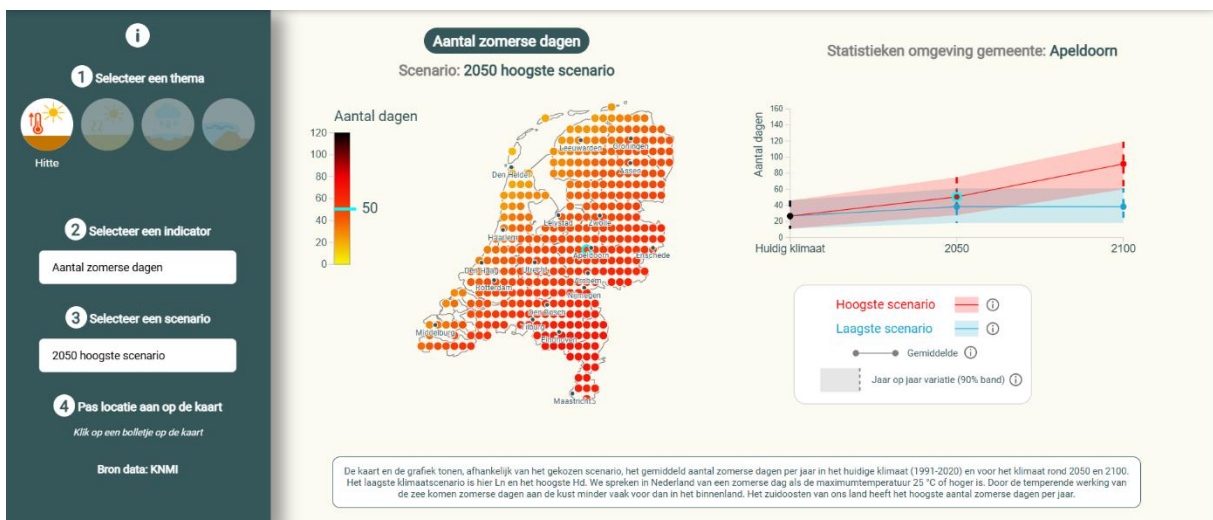 i
1 Selecteer een thema
Hitte
2 Selecteer een indicator
Aantal zomerse dagen
3 Selecteer een scenario
2050 hoogste scenario
4 Pas locatie aan op de kaart
Klik op een bolletje op de kaart
Bron data: KNMI
Aantal zomerse dagen
Scenario: 2050 hoogste scenario
Aantal dagen
120
100
80
60
50
40
20
0
Leeuwarden
Groningen
Assen
Den Helder
Lelystad
Zwolle
Haarlem
Apeldoorn
Enschede
Den Haag
Utrecht
Rotterdam
Arnhem
Nijmegen
Den Bosch
Tilburg
Middelburg
Eindhoven
Maastricht
Statistieken omgeving gemeente: Apeldoorn
Aantal dagen
160
140
120
100
80
60
40
20
0
Huidig klimaat
2050
2100
Hoogste scenario i
Laagste scenario i
Gemiddelde i
Jaar op jaar variatie (90% band) i
De kaart en de grafiek tonen, afhankelijk van het gekozen scenario, het gemiddeld aantal zomerse dagen per jaar in het huidige klimaat (1991-2020) en voor het klimaat rond 2050 en 2100.
Het laagste klimaatscenario is hier Ln en het hoogste Hd. We spreken in Nederland van een zomerse dag als de maximumtemperatuur 25 °C of hoger is. Door de temperende werking van
de zee komen zomerse dagen aan de kust minder vaak voor dan in het binnenland. Het zuidoosten van ons land heeft het hoogste aantal zomerse dagen per jaar.